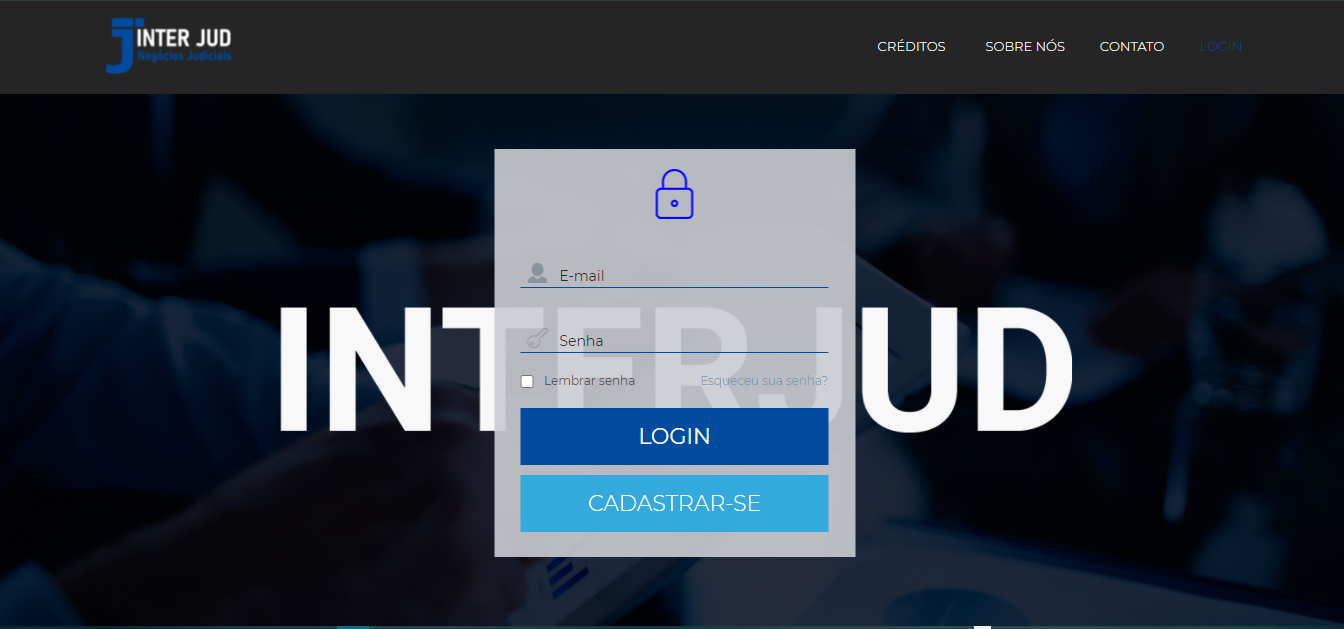 INTER JUD
Negócios Judiciais
CRÉDITOS
SOBRE NÓS
CONTATO
LOGIN
E-mail
INTERJUD
Senha
Lembrar senha
Esqueceu sua senha?
LOGIN
CADASTRAR-SE